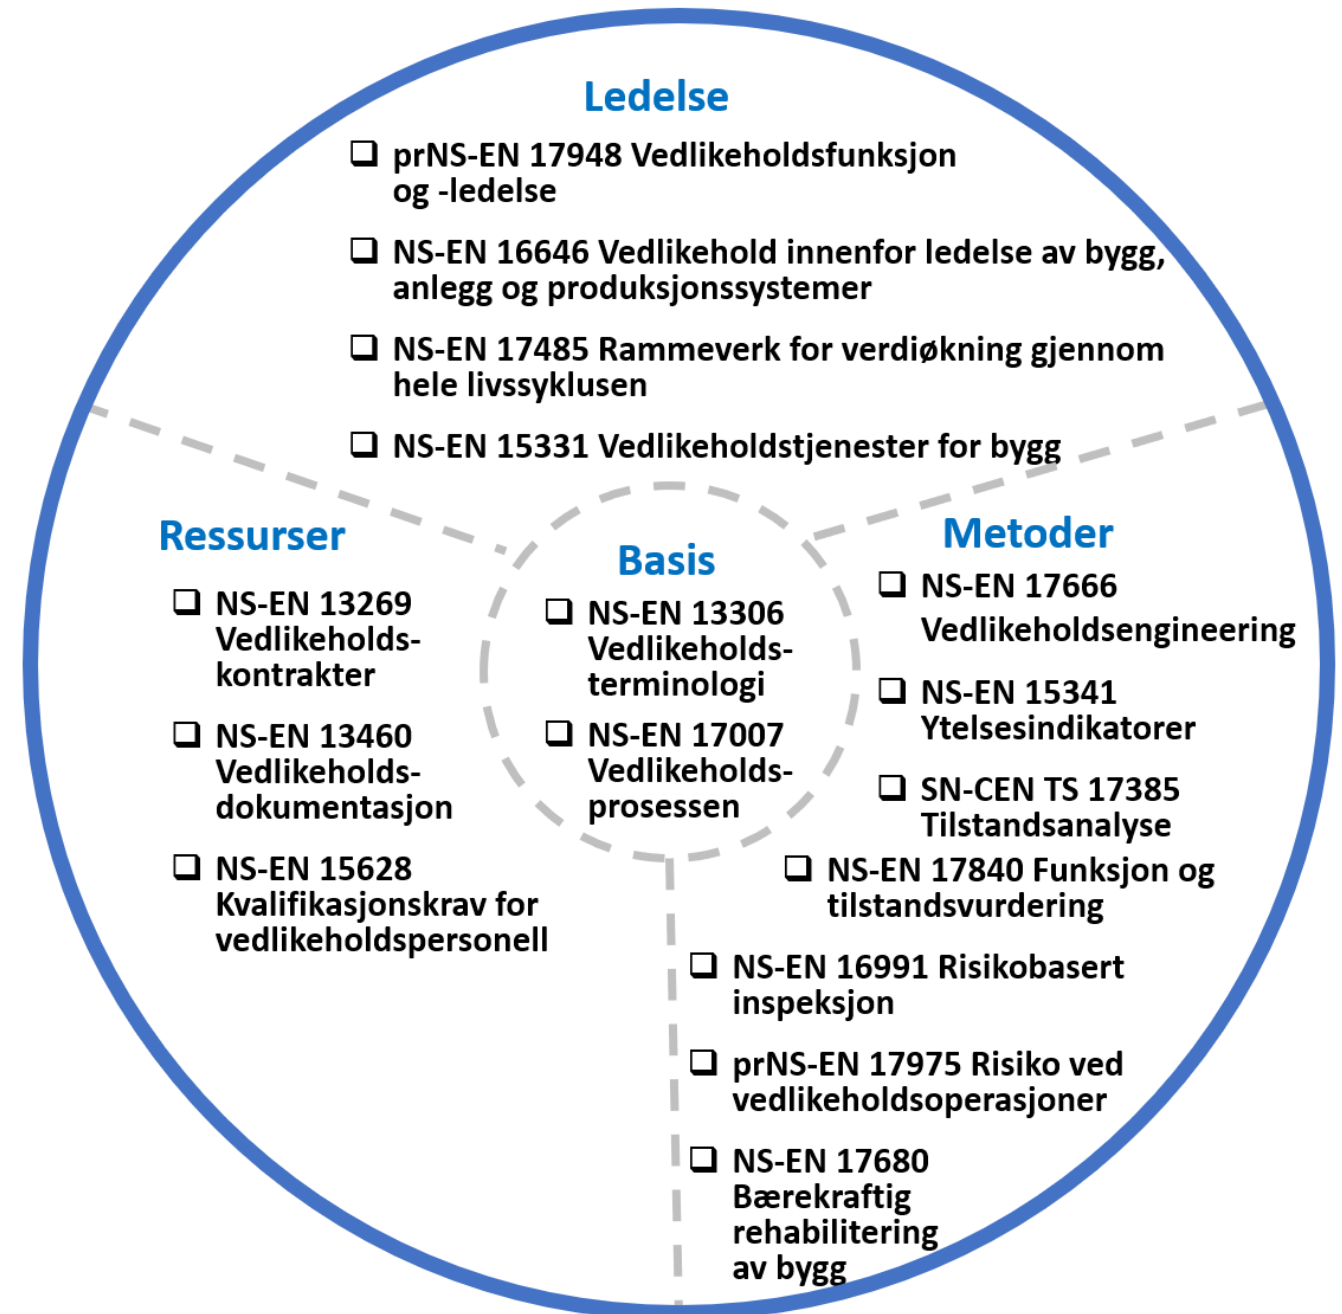 Ledelse
❑ prNS-EN 17948 Vedlikeholdsfunksjon
og -ledelse
❑ NS-EN 16646 Vedlikehold innenfor ledelse av bygg,
anlegg og produksjonssystemer
❑ NS-EN 17485 Rammeverk for verdiøkning gjennom
hele livssyklusen
❑ NS-EN 15331 Vedlikeholdstjenester for bygg
Ressurser
❑ NS-EN 13269
Vedlikeholds-
kontrakter
❑ NS-EN 13460
Vedlikeholds-
dokumentasjon
❑ NS-EN 15628
Kvalifikasjonskrav for
vedlikeholdspersonell
Basis
❑ NS-EN 13306
Vedlikeholds-
terminologi
❑ NS-EN 17007
Vedlikeholds-
prosessen
Metoder
❑ NS-EN 17666
Vedlikeholdsengineering
❑ NS-EN 15341
Ytelsesindikatorer
❑ SN-CEN TS 17385
Tilstandsanalyse
❑ NS-EN 17840 Funksjon og
tilstandsvurdering
❑ NS-EN 16991 Risikobasert
inspeksjon
❑ prNS-EN 17975 Risiko ved
vedlikeholdsoperasjoner
❑ NS-EN 17680
Bærekraftig
rehabilitering
av bygg